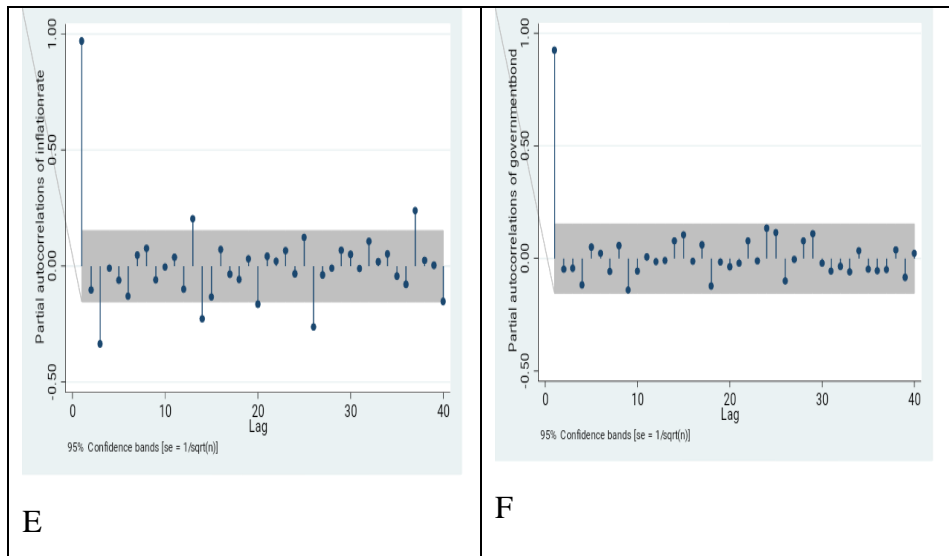 Partial autocorrelations of inflationrate
1.00
0.50
0.00
-0.50
0 10 20 30 40
Lag
95% Confidence bands [se = 1/sqrt(n)]
E
Partial autocorrelations of governmentbond
1.00
0.50
0.00
-0.50
0 10 20 30 40
Lag
95% Confidence bands [se = 1/sqrt(n)]
F